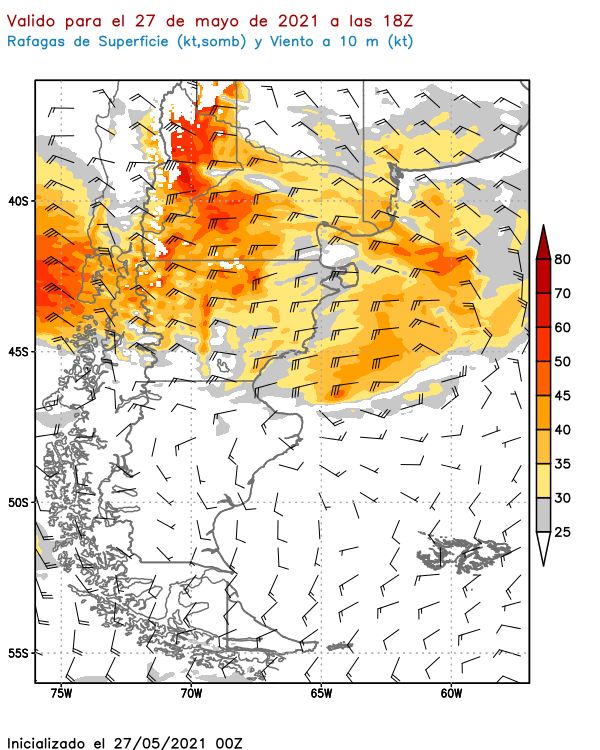 Valido para el 27 de mayo de 2021 a las 18Z
Rafagas de Superficie (kt,somb) y Viento a 10 m (kt)
40S
45S
50S
55S
75W 70W 65W 60W
80
70
60
50
45
40
35
30
25
Inicializado el 27/05/2021 00Z